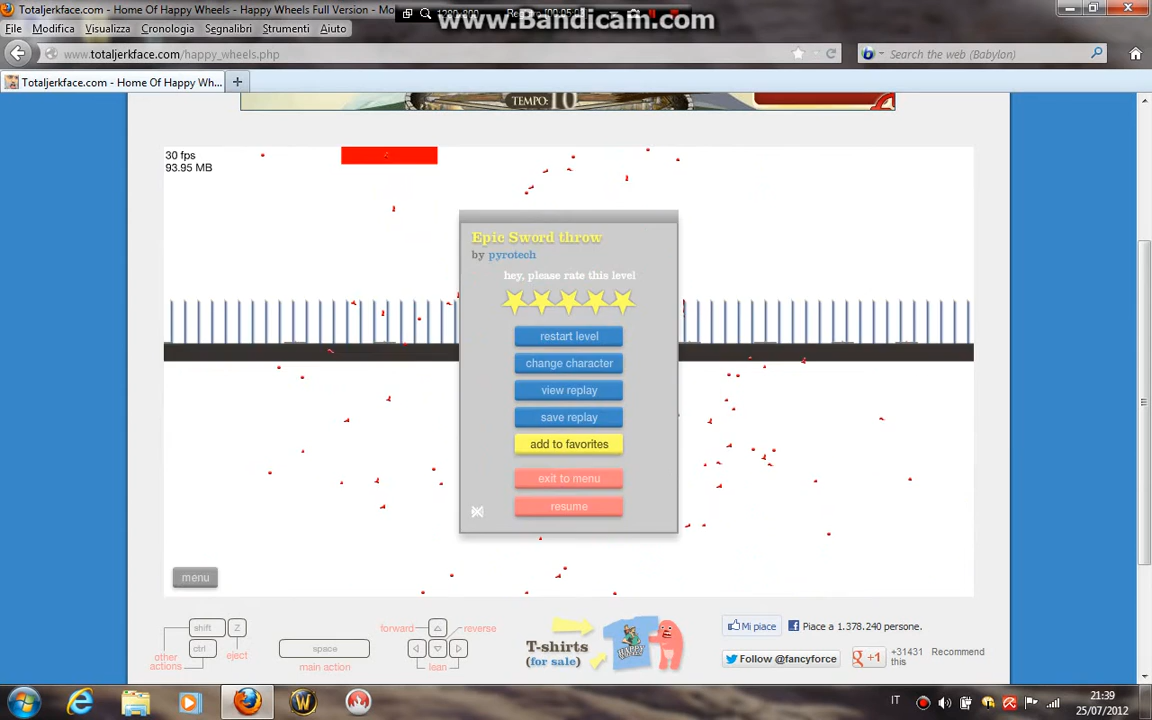 Totaljerkface.com - Home Of Happy Wheels - Happy Wheels Full Version - Mo
www.Bandicam.com
File Modifica Visualizza Cronologia Segnalibri Strumenti Aiuto
www.totaljerkface.com/happy_wheels.php
Search the web (Babylon)
Totaljerkface.com - Home Of Happy Wh...
TEMPO: 10
30 fps
93.95 MB
Epic Sword throw
by pyrotech
hey, please rate this level
restart level
change character
view replay
save replay
add to favorites
exit to menu
resume
menu
shift Z
ctrl
eject
other actions
space
main action
forward
reverse
lean
T-shirts
(for sale)
HAPPY
Mi piace
Piace a 1.378.240 persone.
Follow @fancyforce
+1
+31431 Recommend this
IT
21:39
25/07/2012